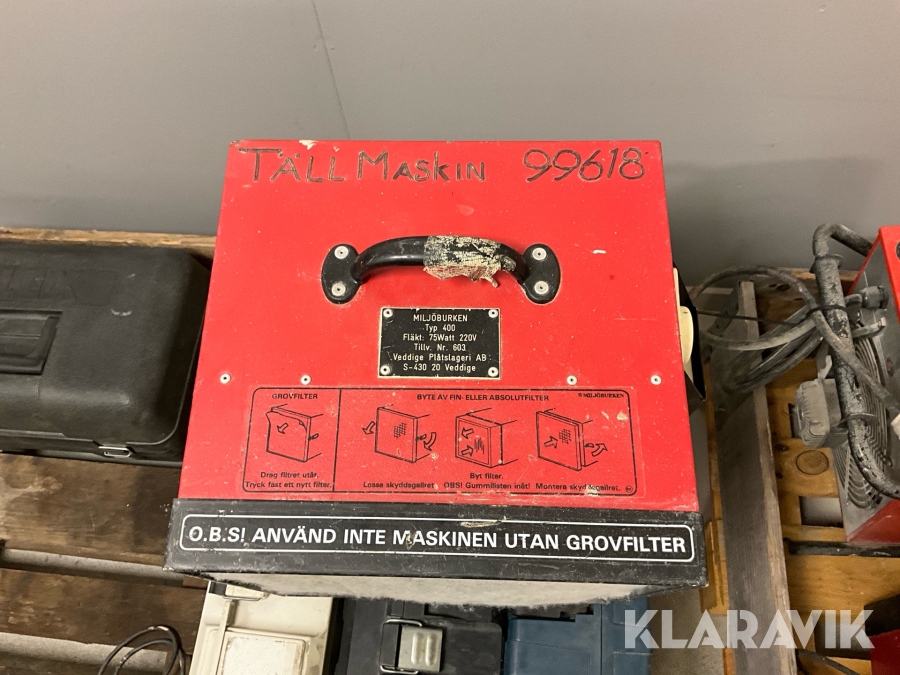 TÄLL MASKIN 99618
MILJÖBURKEN
Typ 400
Fläkt: 75Watt 220V
Tillv. Nr. 603
Veddige Plåtslageri AB
S-430 20 Veddige
GROVFILTER
BYTE AV FIN- ELLER ABSOLUTFILTER
MILJÖBURKEN
Drag filtret utåt.
Tryck fast ett nytt filter.
Lossa skyddsgallret
Byt filter.
OBS! Gummilisten inåt!
Montera skyddsgallret.
O.B.S! ANVÄND INTE MASKINEN UTAN GROVFILTER
KLARAVIK